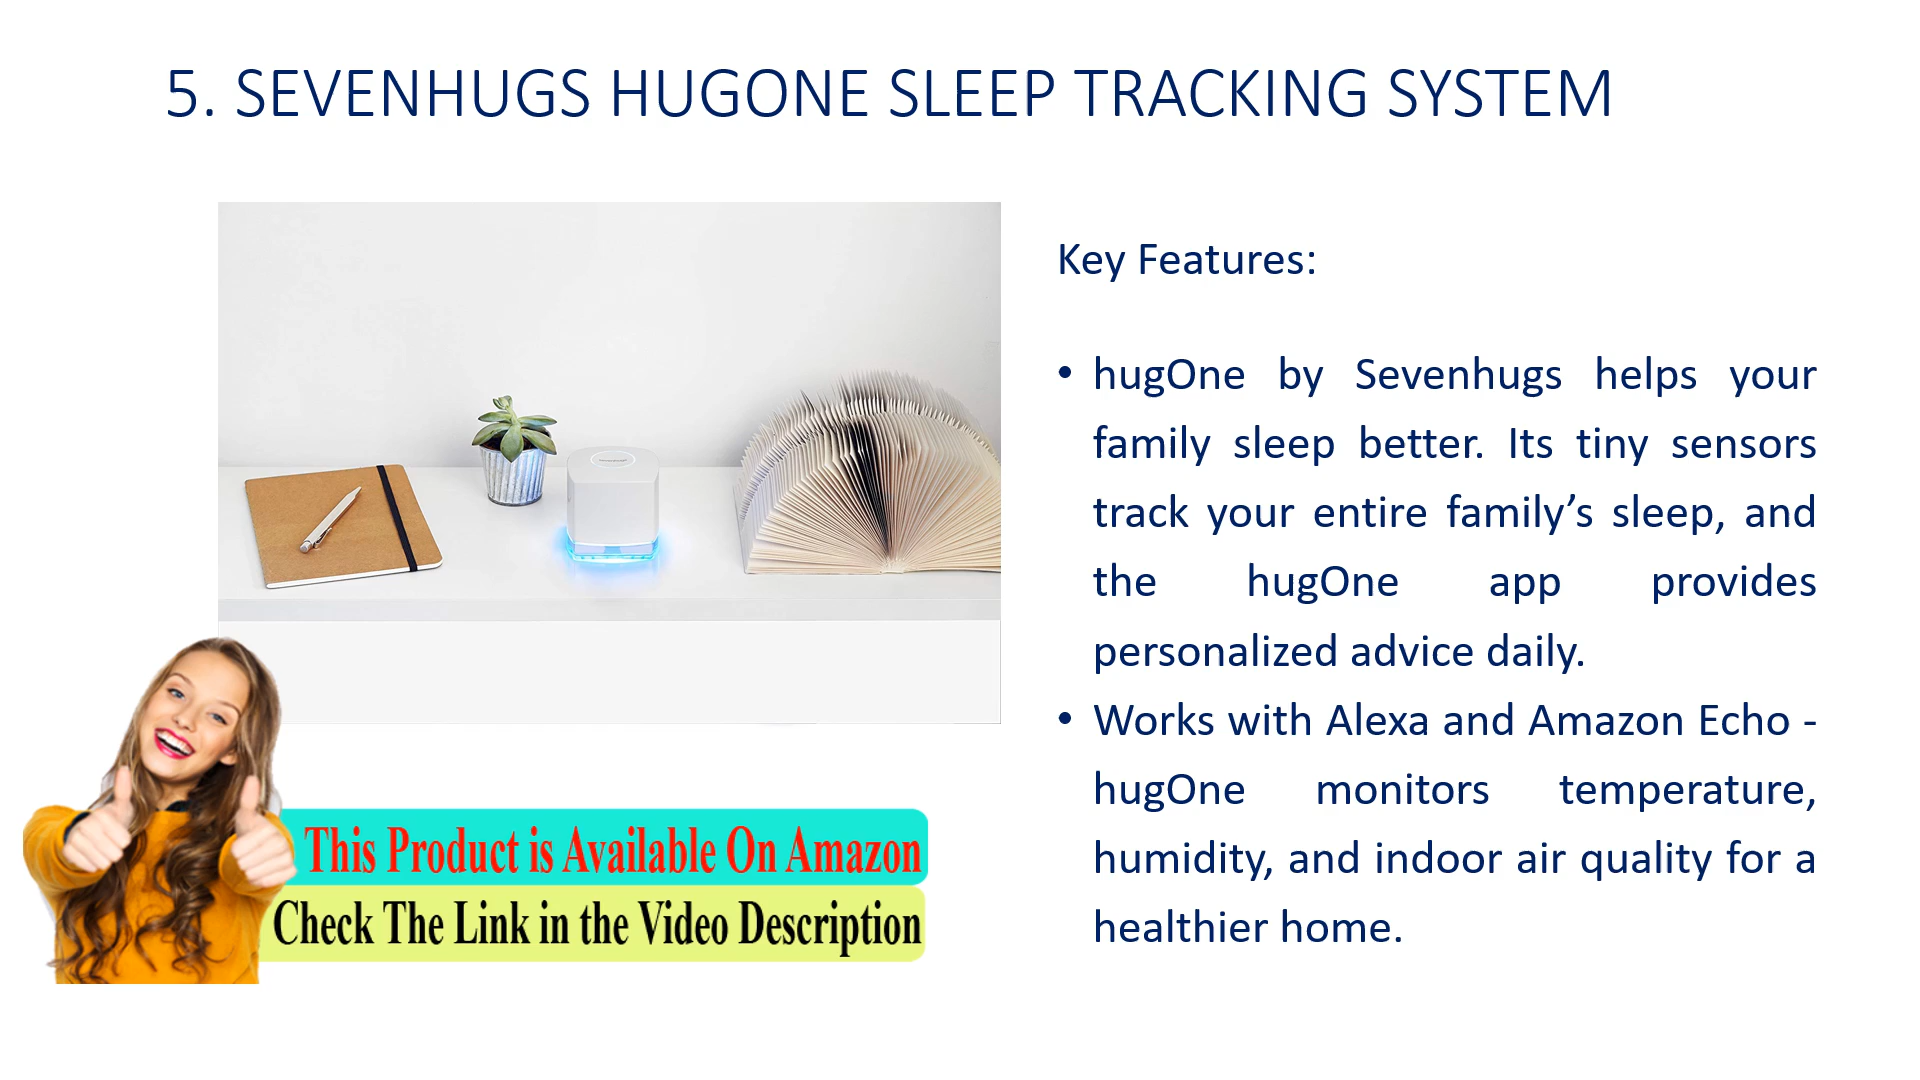 5. SEVENHUGS HUGONE SLEEP TRACKING SYSTEM
Key Features:
• hugOne by Sevenhugs helps your
family sleep better. Its tiny sensors
track your entire family’s sleep, and
the hugOne app provides
personalized advice daily.
• Works with Alexa and Amazon Echo -
hugOne monitors temperature,
humidity, and indoor air quality for a
healthier home.
This Product is Available On Amazon
Check The Link in the Video Description